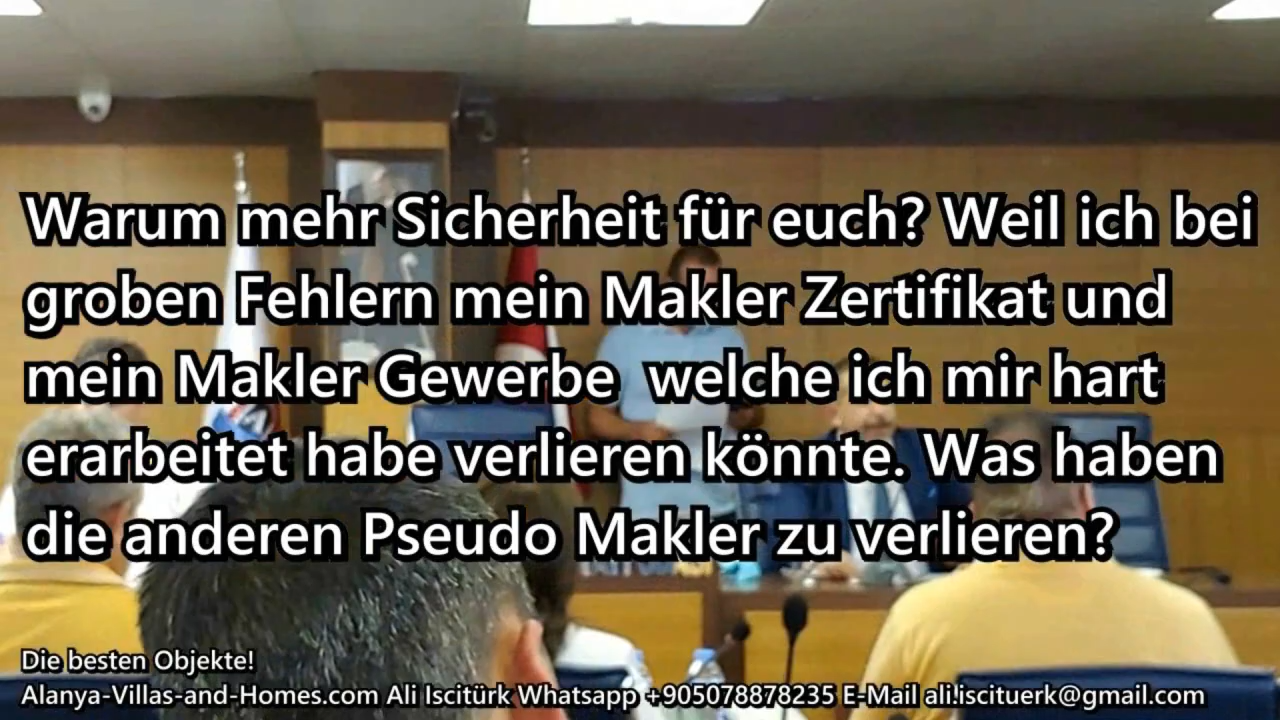 Warum mehr Sicherheit für euch? Weil ich bei
groben Fehlern mein Makler Zertifikat und
mein Makler Gewerbe  welche ich mir hart
erarbeitet habe verlieren könnte. Was haben
die anderen Pseudo Makler zu verlieren?
Die besten Objekte!
Alanya-Villas-and-Homes.com Ali Iscitürk Whatsapp +905078878235 E-Mail ali.iscituerk@gmail.com